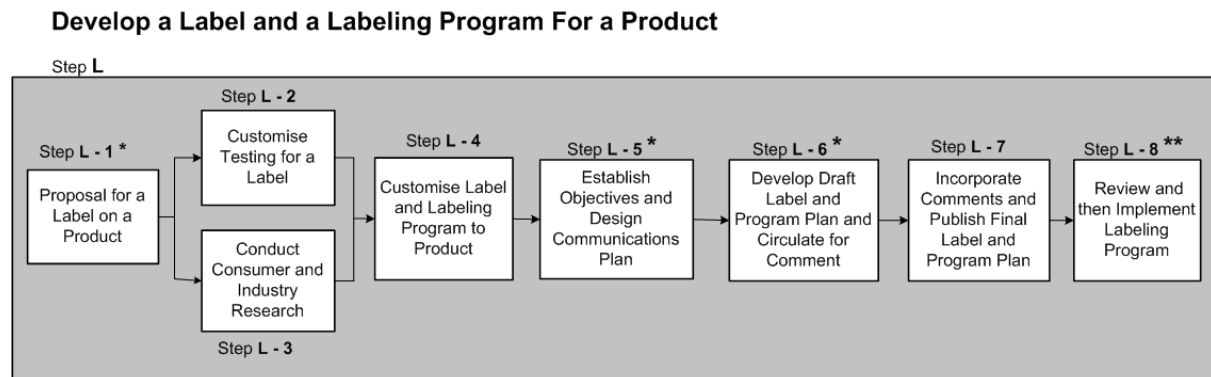 Develop a Label and a Labeling Program For a Product
Step L
Step L - 1 *
Proposal for a
Label on a
Product
Step L - 2
Customise
Testing for a
Label
Conduct
Consumer and
Industry
Research
Step L - 3
Step L - 4
Customise Label
and Labeling
Program to
Product
Step L - 5 *
Establish
Objectives and
Design
Communications
Plan
Step L - 6 *
Develop Draft
Label and
Program Plan and
Circulate for
Comment
Step L - 7
Incorporate
Comments and
Publish Final
Label and
Program Plan
Step L - 8 **
Review and
then Implement
Labeling
Program